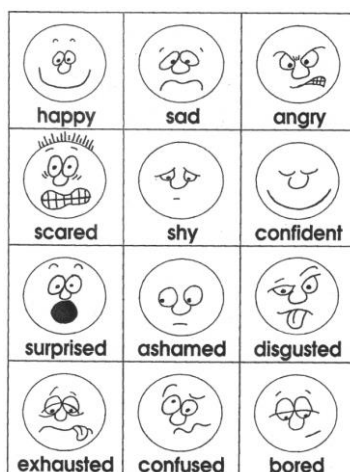 happy sad angry
scared shy confident
surprised ashamed disgusted
exhausted confused bored